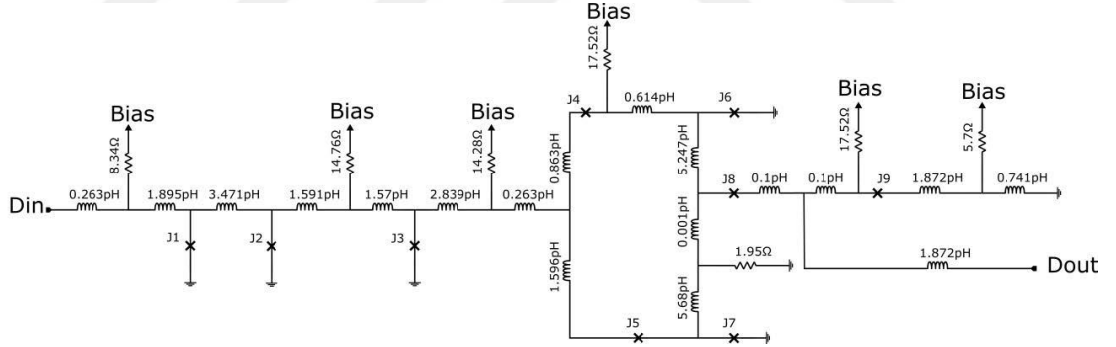 Bias
17.52Ω
J4
0.614pH
J6
Bias
Bias
Bias
Bias
Bias
8.34Ω
14.76Ω
14.28Ω
0.863pH
5.247pH
17.52Ω
5.7Ω
Din
0.263pH
1.895pH
3.471pH
1.591pH
1.57pH
2.839pH
0.263pH
J8
0.1pH
0.1pH
J9
1.872pH
0.741pH
J1
J2
J3
0.001pH
1.596pH
1.95Ω
1.872pH
Dout
5.68pH
J5
J7